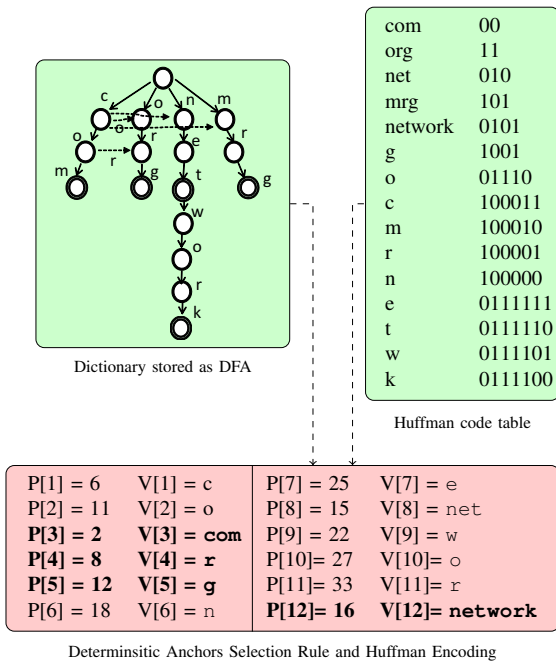 c
o
n
m
o
o
r
e
r
m
r
g
t
g
w
o
r
k
Dictionary stored as DFA
com 00
org 11
net 010
mrg 101
network 0101
g 1001
o 01110
c 100011
m 100010
r 100001
n 100000
e 0111111
t 0111110
w 0111101
k 0111100
Huffman code table
P[1] = 6 V[1] = c
P[2] = 11 V[2] = o
P[3] = 2 V[3] = com
P[4] = 8 V[4] = r
P[5] = 12 V[5] = g
P[6] = 18 V[6] = n
P[7] = 25 V[7] = e
P[8] = 15 V[8] = net
P[9] = 22 V[9] = w
P[10]= 27 V[10]= o
P[11]= 33 V[11]= r
P[12]= 16 V[12]= network
Determinsitic Anchors Selection Rule and Huffman Encoding